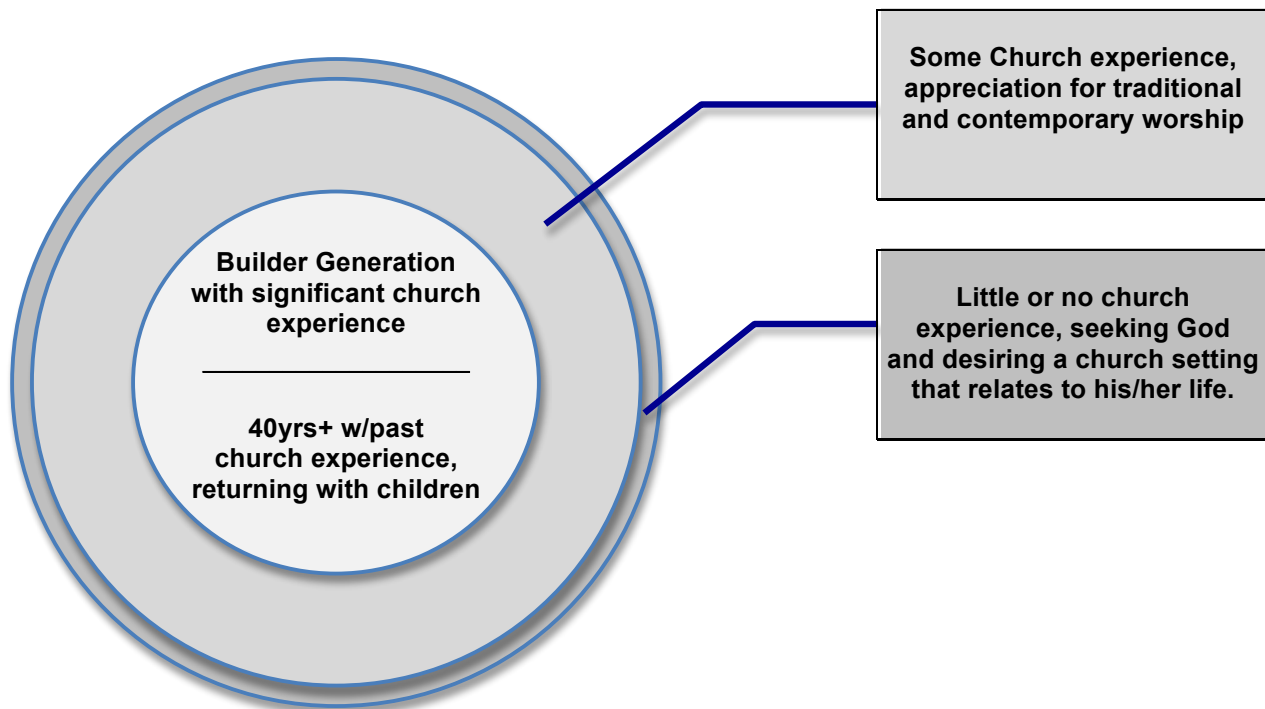 Builder Generation
with significant church
experience
40yrs+ w/past
church experience,
returning with children
Some Church experience,
appreciation for traditional
and contemporary worship
Little or no church
experience, seeking God
and desiring a church setting
that relates to his/her life.